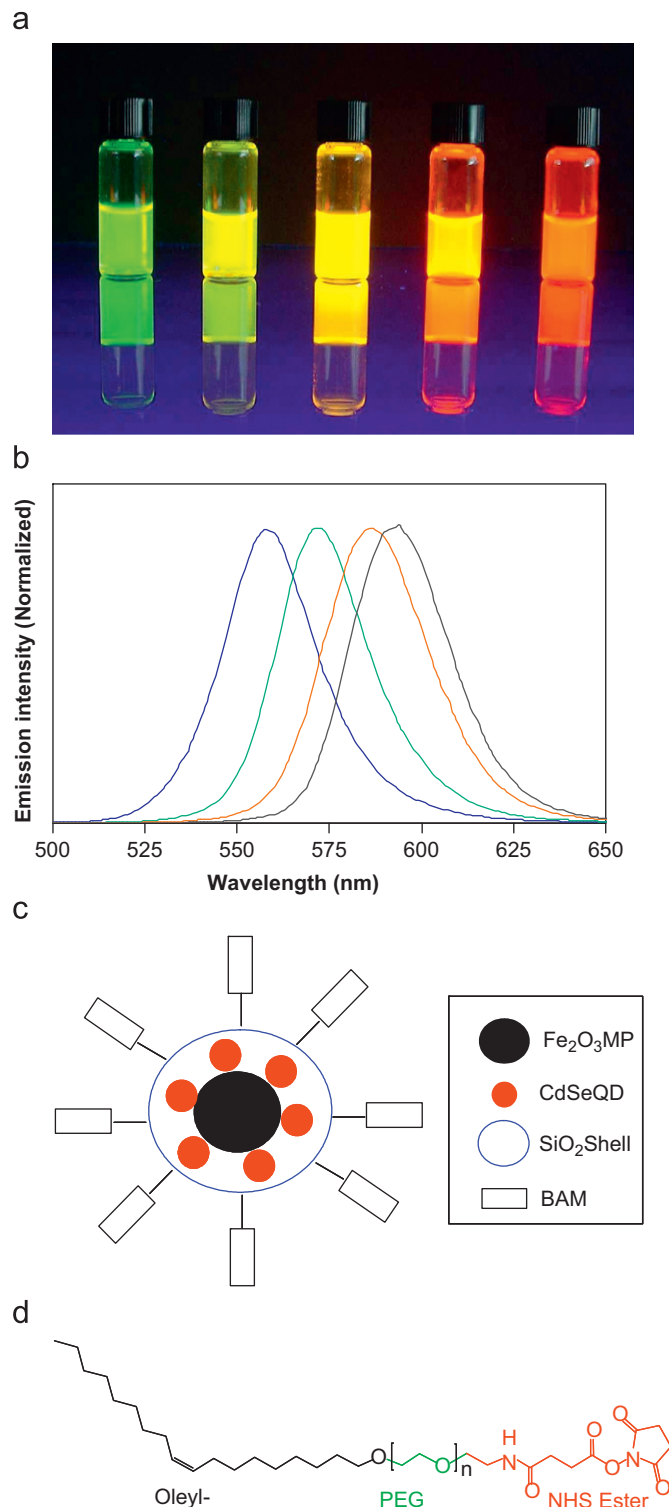 a
b
Emission intensity (Normalized)
500 525 550 575 600 625 650
Wavelength (nm)
c
Fe2O3MP
CdSeQD
SiO2Shell
BAM
d
O O n H N O O O N O O
Oleyl- PEG NHS Ester